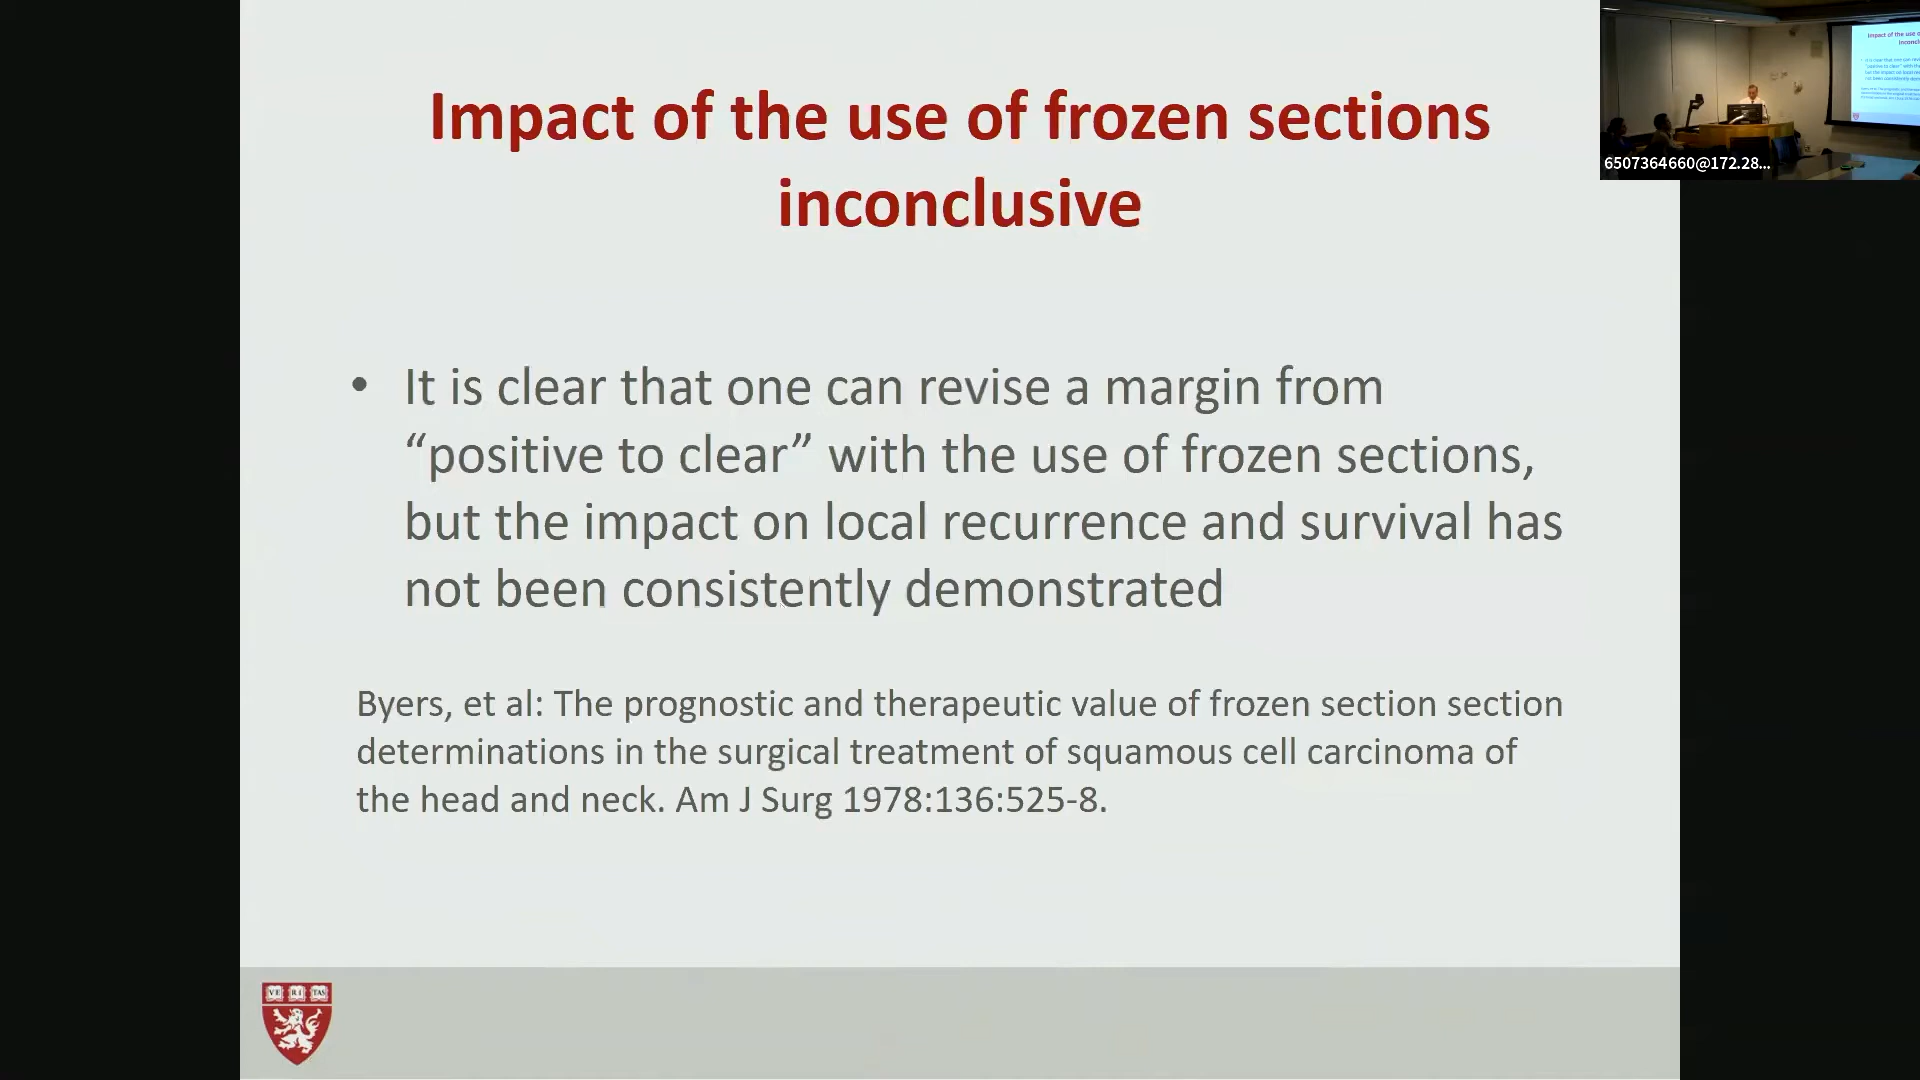 Impact of the use of frozen sections
inconclusive
• It is clear that one can revise a margin from
“positive to clear” with the use of frozen sections,
but the impact on local recurrence and survival has
not been consistently demonstrated
Byers, et al: The prognostic and therapeutic value of frozen section section
determinations in the surgical treatment of squamous cell carcinoma of
the head and neck. Am J Surg 1978:136:525-8.
VE RI TAS
6507364660@172.28...